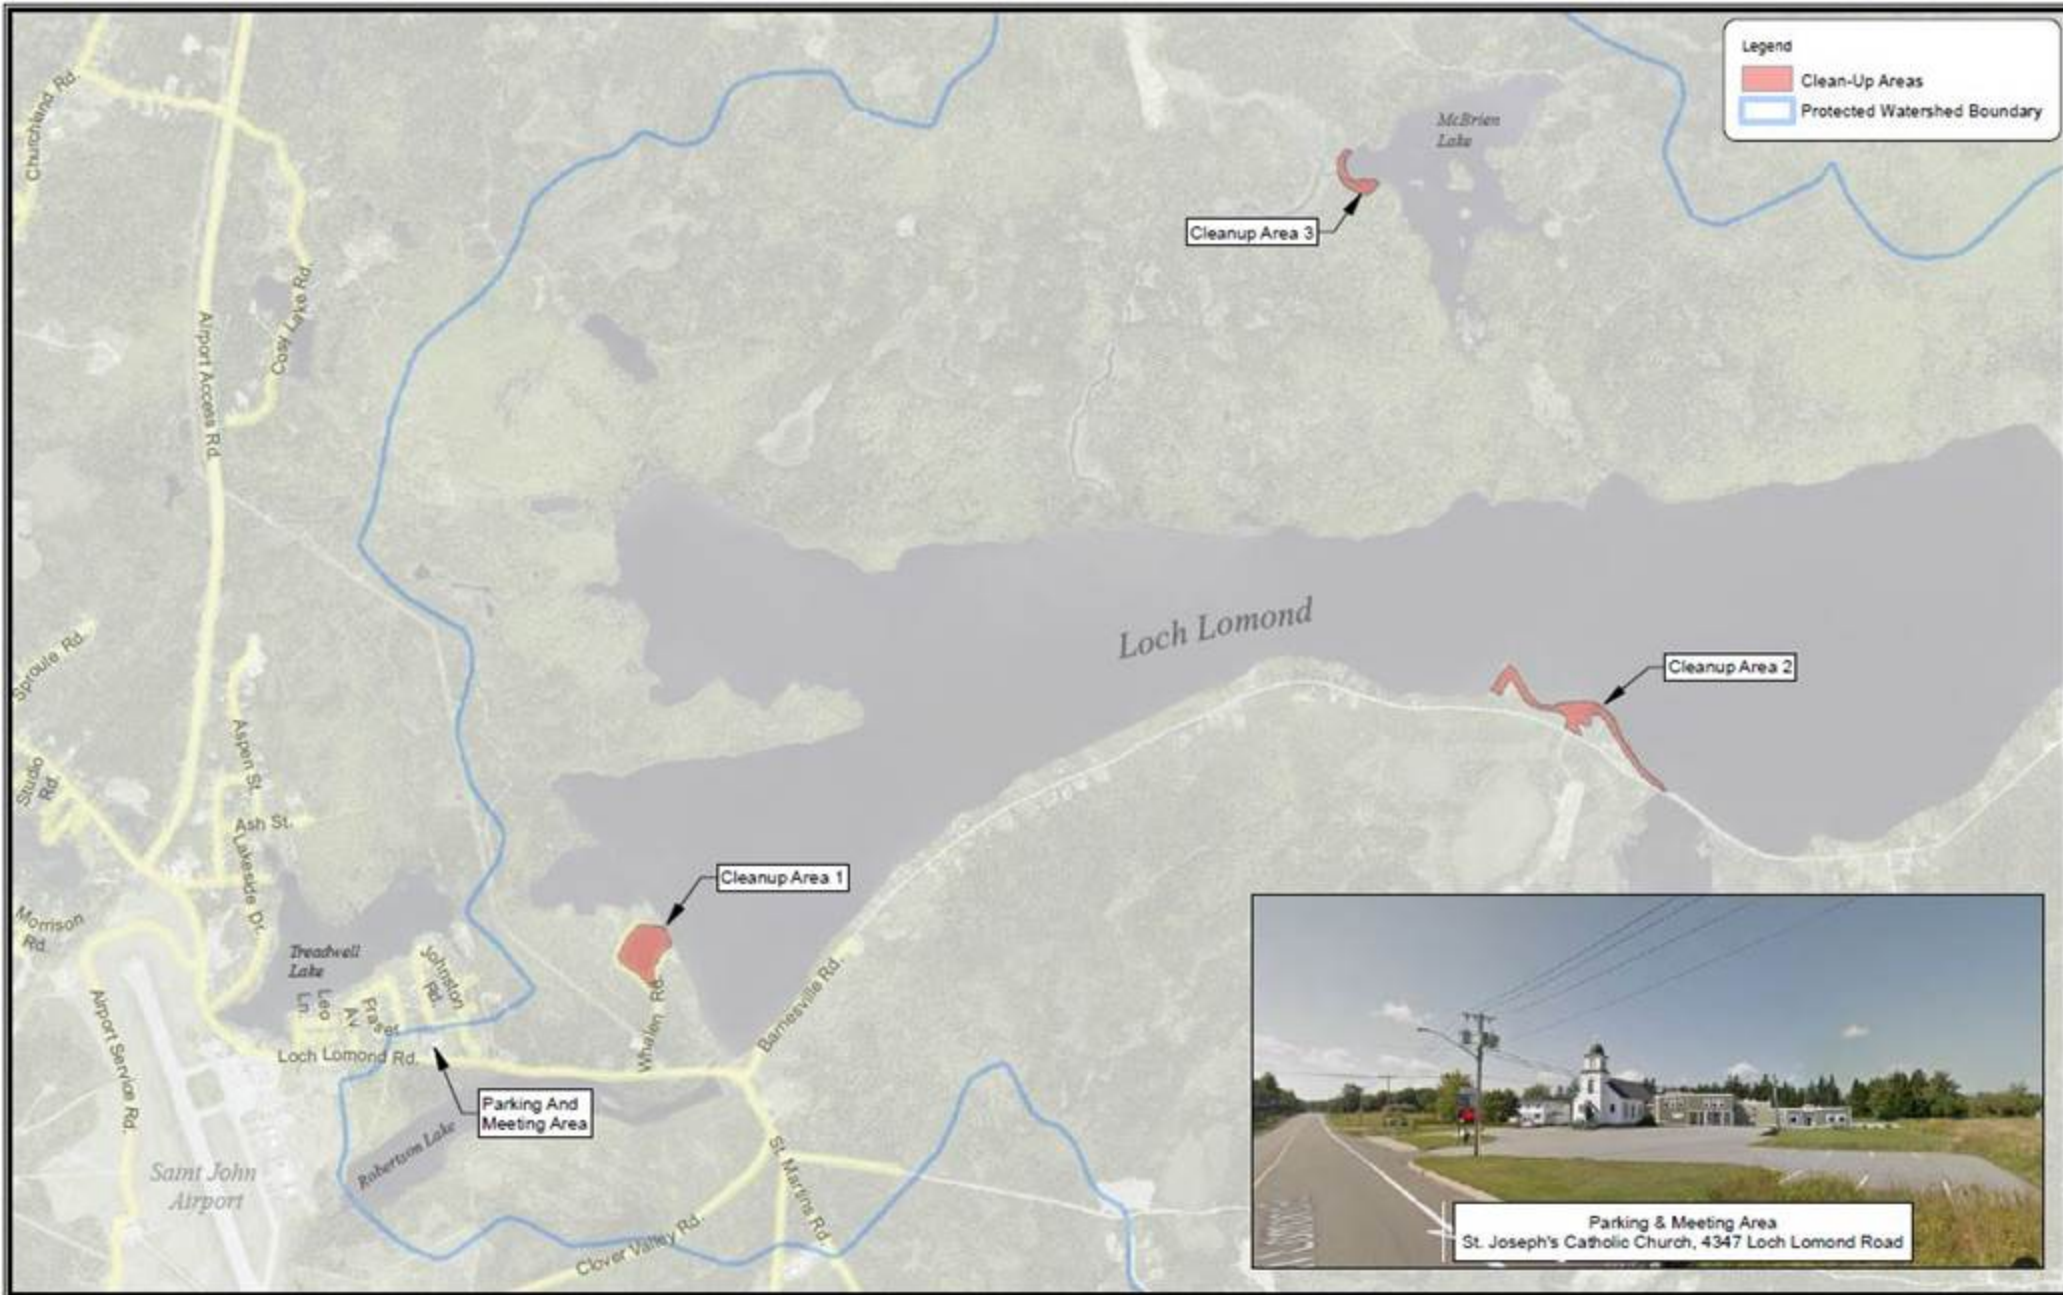 Legend
Clean-Up Areas
Protected Watershed Boundary
Churchland Rd.
McBrien
Lake
Cleanup Area 3
Cosy Lake Rd.
Airport Access Rd.
Loch Lomond
Sproule Rd.
Cleanup Area 2
Aspen St.
Studio
Rd.
Ash St.
Lakeside Dr.
Cleanup Area 1
Morrison
Rd.
Treadwell
Lake
Johnston
Rd.
Leo
Ln
Fraser
Av
Whalen Rd.
Barnesville Rd.
Airport Service Rd.
Loch Lomond Rd.
Parking And
Meeting Area
Robertson Lake
St. Martins Rd.
Saint John
Airport
Clover Valley Rd.
Parking & Meeting Area
St. Joseph's Catholic Church, 4347 Loch Lomond Road